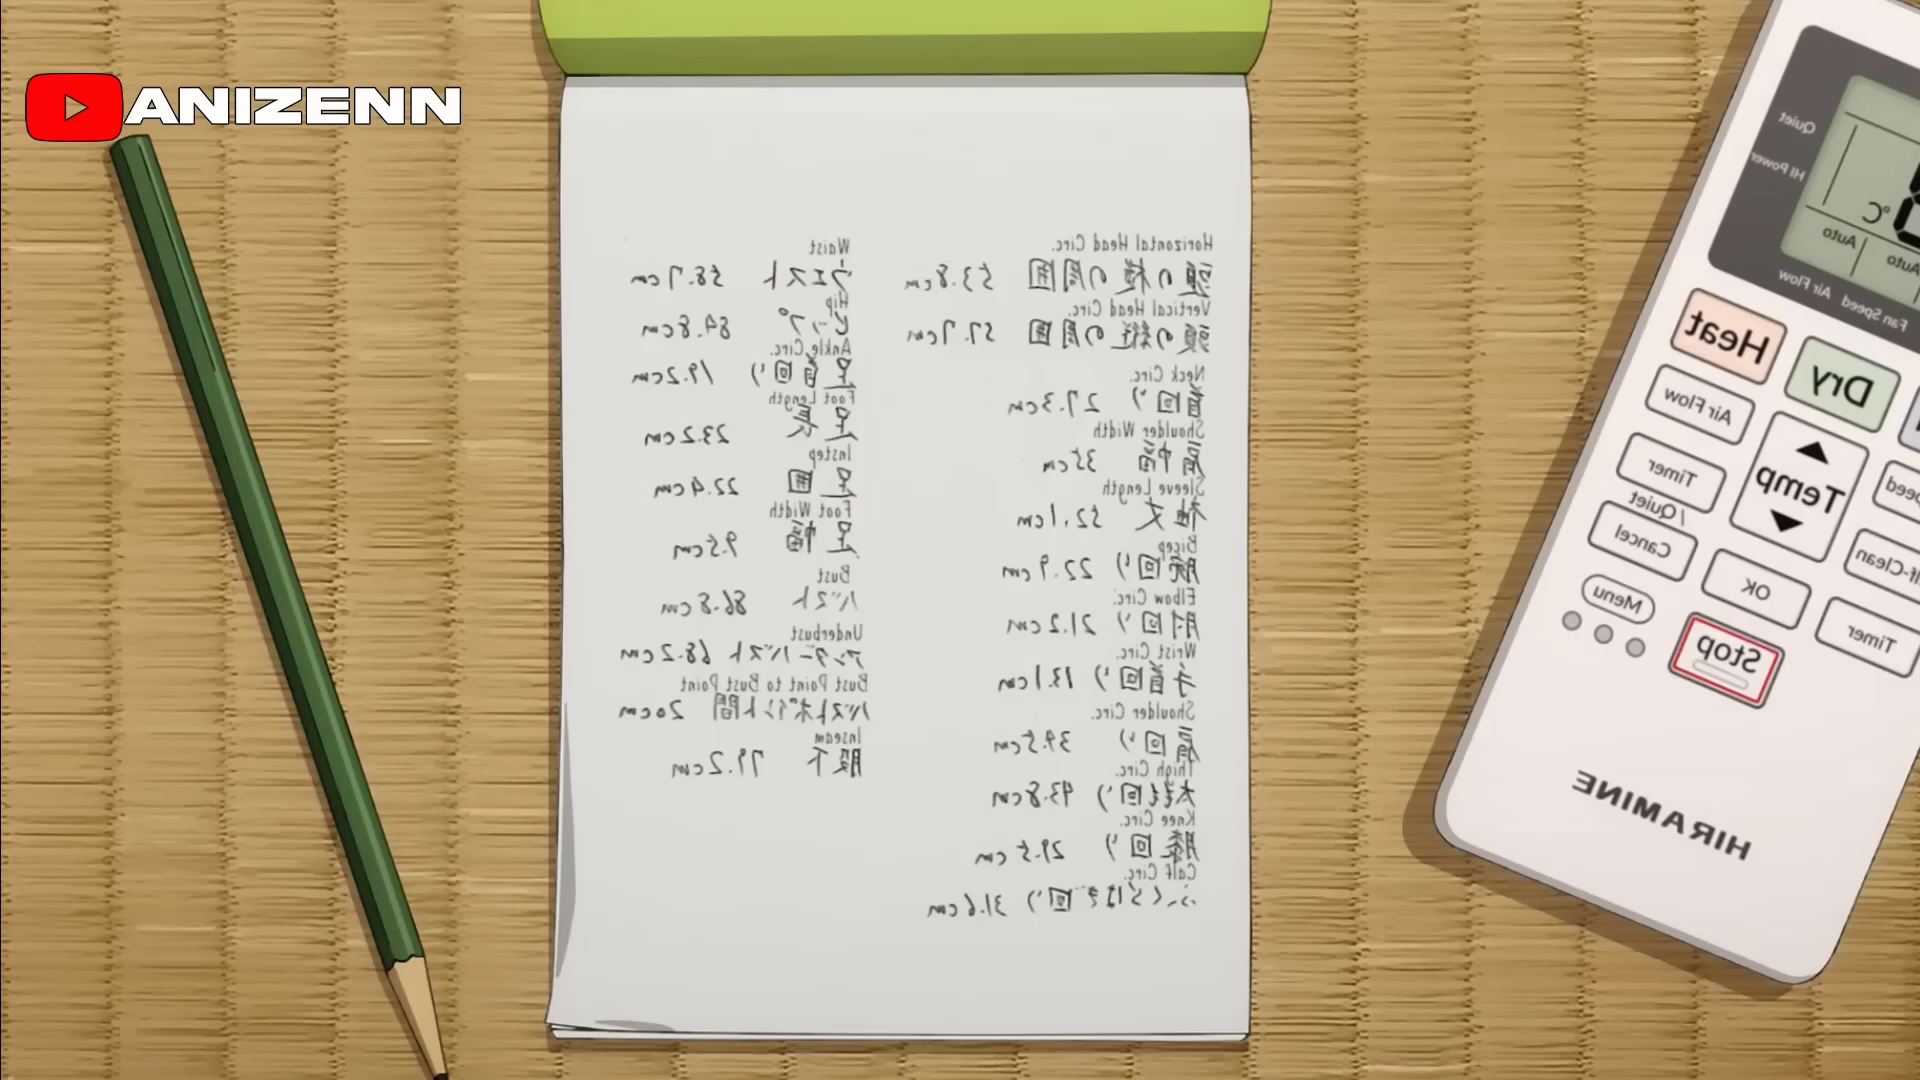 ANIZENN
Horizontal Head Circ.
頭の横の周囲 53.8cm
Vertical Head Circ.
頭の縦の周囲 57.7cm
Neck Circ.
首回り 27.3cm
Shoulder Width
肩幅 35cm
Sleeve Length
袖丈 52.1cm
Bicep
腕回り 22.9cm
Elbow Circ.
肘回り 21.2cm
Wrist Circ.
手首回り 13.1cm
Shoulder Circ.
肩回り
Thigh Circ.
太もも回り 43.8cm
Knee Circ.
膝回り 29.5cm
Calf Circ.
ふくらはぎ回り 31.6cm
Waist
ウエスト 58.7cm
Hip
ヒップ 84.8cm
Ankle Circ.
足首回り 19.2cm
Foot Length
足長 23.2cm
Instep
足囲 22.4cm
Foot Width
足幅 9.5cm
Bust
バスト 86.8cm
Underbust
アンダーバスト 68.2cm
Bust Point to Bust Point
バストポイント間 20cm
Inseam
股下
Quiet
Hi Power
°C
Auto
Auto
Air Flow
Fan Speed
Air Flow
Heat
Dry
Air Flow
Timer
Temp
/ Quiet
Cancel
OK
Menu
Stop
Timer
HIRAMINE